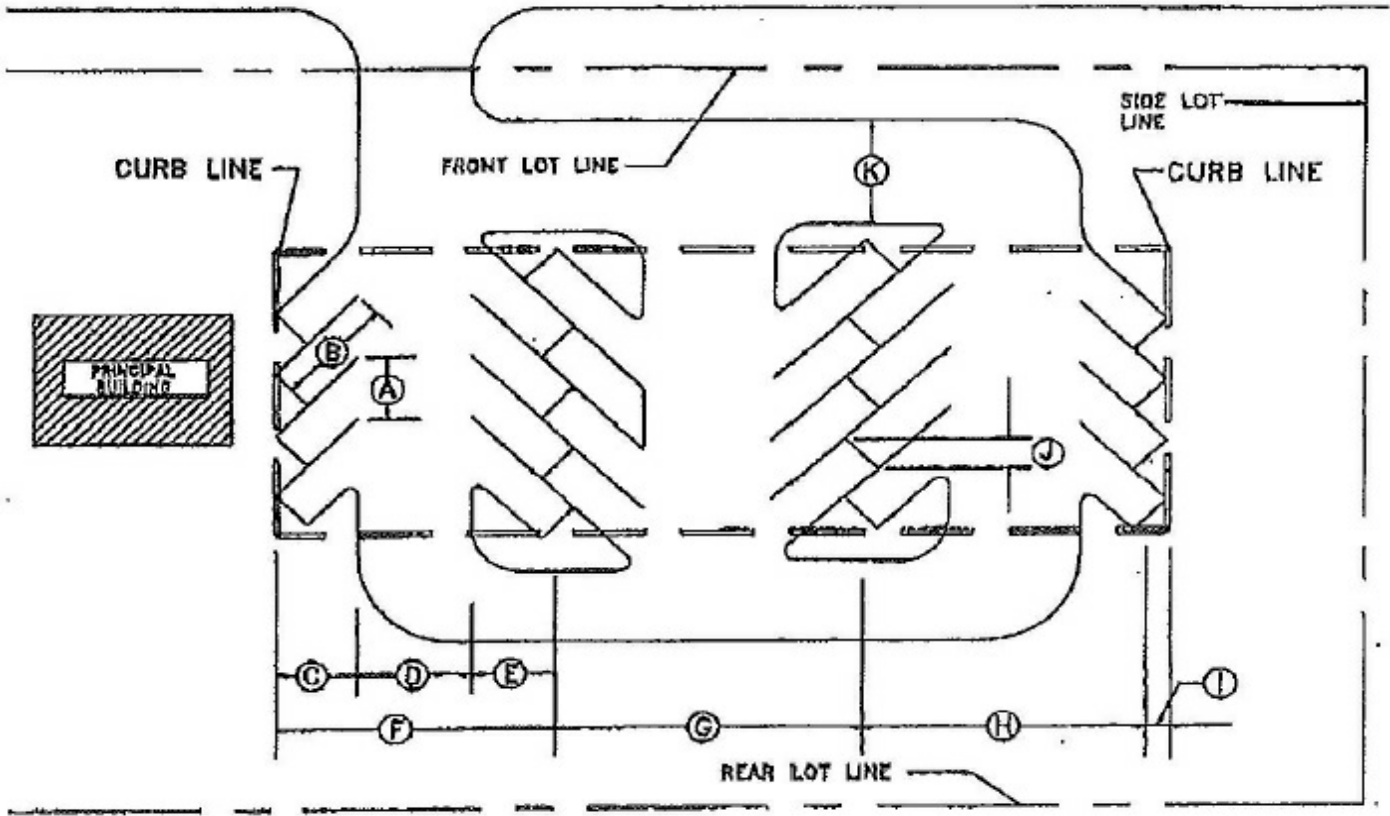 SIDE LOT
LINE
CURB LINE
FRONT LOT LINE
K
CURB LINE
B
PRINCIPAL
BUILDING
A
J
C
D
E
I
F
G
H
REAR LOT LINE